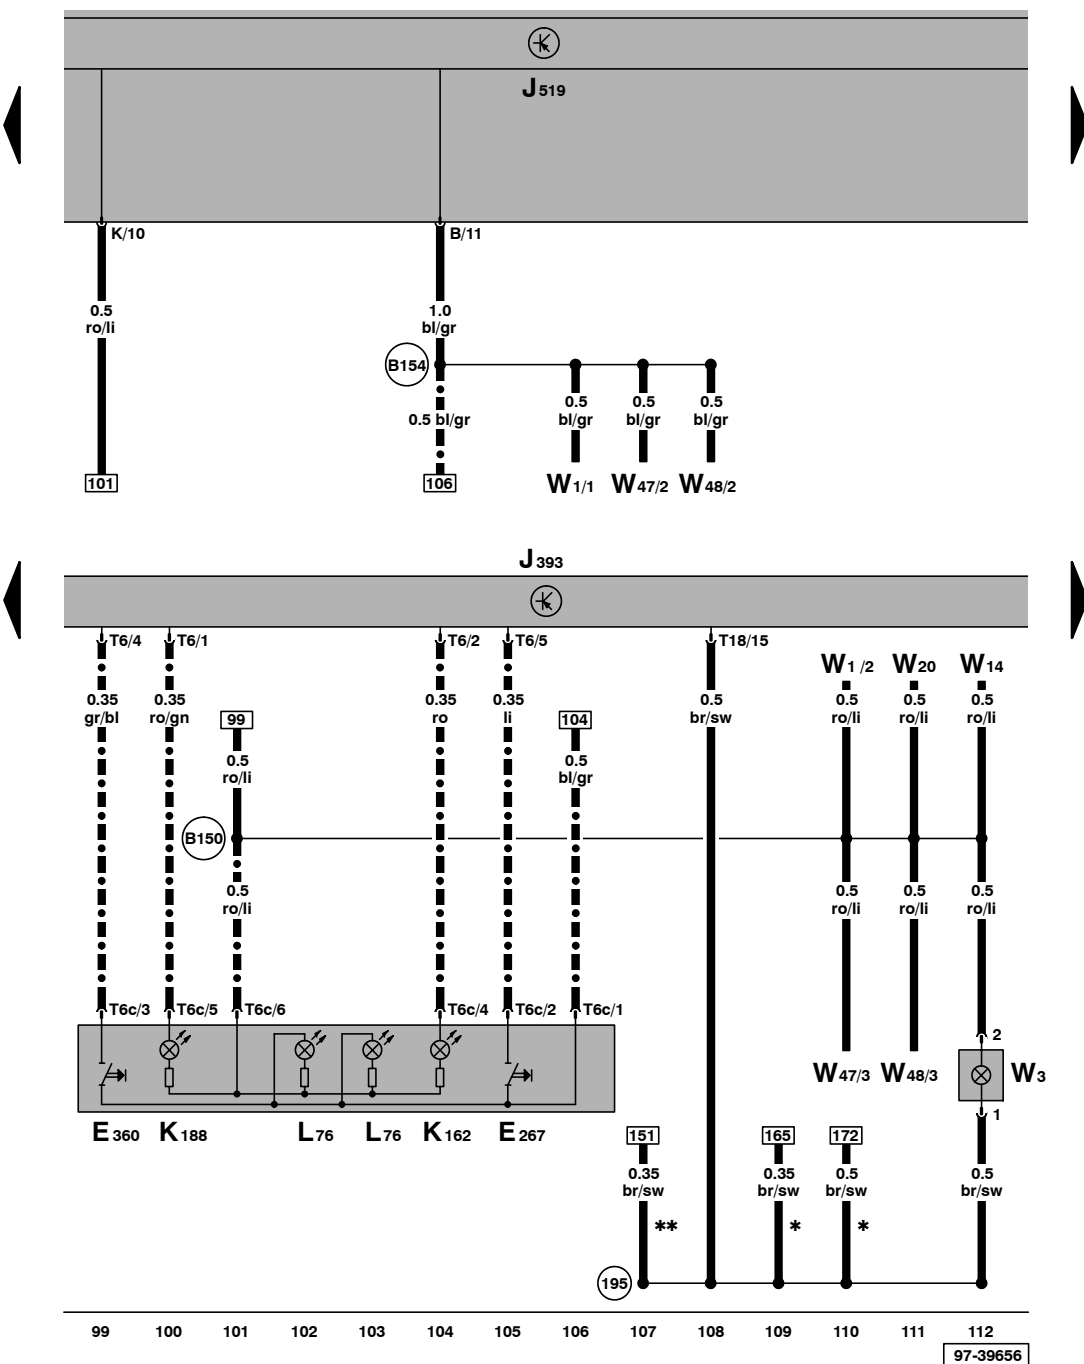 J519
K/10 B/11
0.5 1.0
ro/li bl/gr
B154
0.5 0.5 0.5
0.5 bl/gr bl/gr bl/gr bl/gr
101 106 W1/1 W47/2 W48/2
J393
T6/4 T6/1 T6/2 T6/5 T18/15
W1/2 W20 W14
0.35 0.35 0.35 0.35 0.5 0.5 0.5 0.5
gr/bl ro/gn 99 ro li 104 br/sw ro/li ro/li ro/li
0.5 0.5
ro/li bl/gr
B150
0.5 0.5 0.5 0.5
ro/li ro/li ro/li ro/li
T6c/3 T6c/5 T6c/6 T6c/4 T6c/2 T6c/1
2
W47/3 W48/3 W3
1
E360 K188 L76 L76 K162 E267 151 165 172
0.35 0.35 0.5 0.5
br/sw br/sw br/sw br/sw
** * *
195
99 100 101 102 103 104 105 106 107 108 109 110 111 112
97-39656